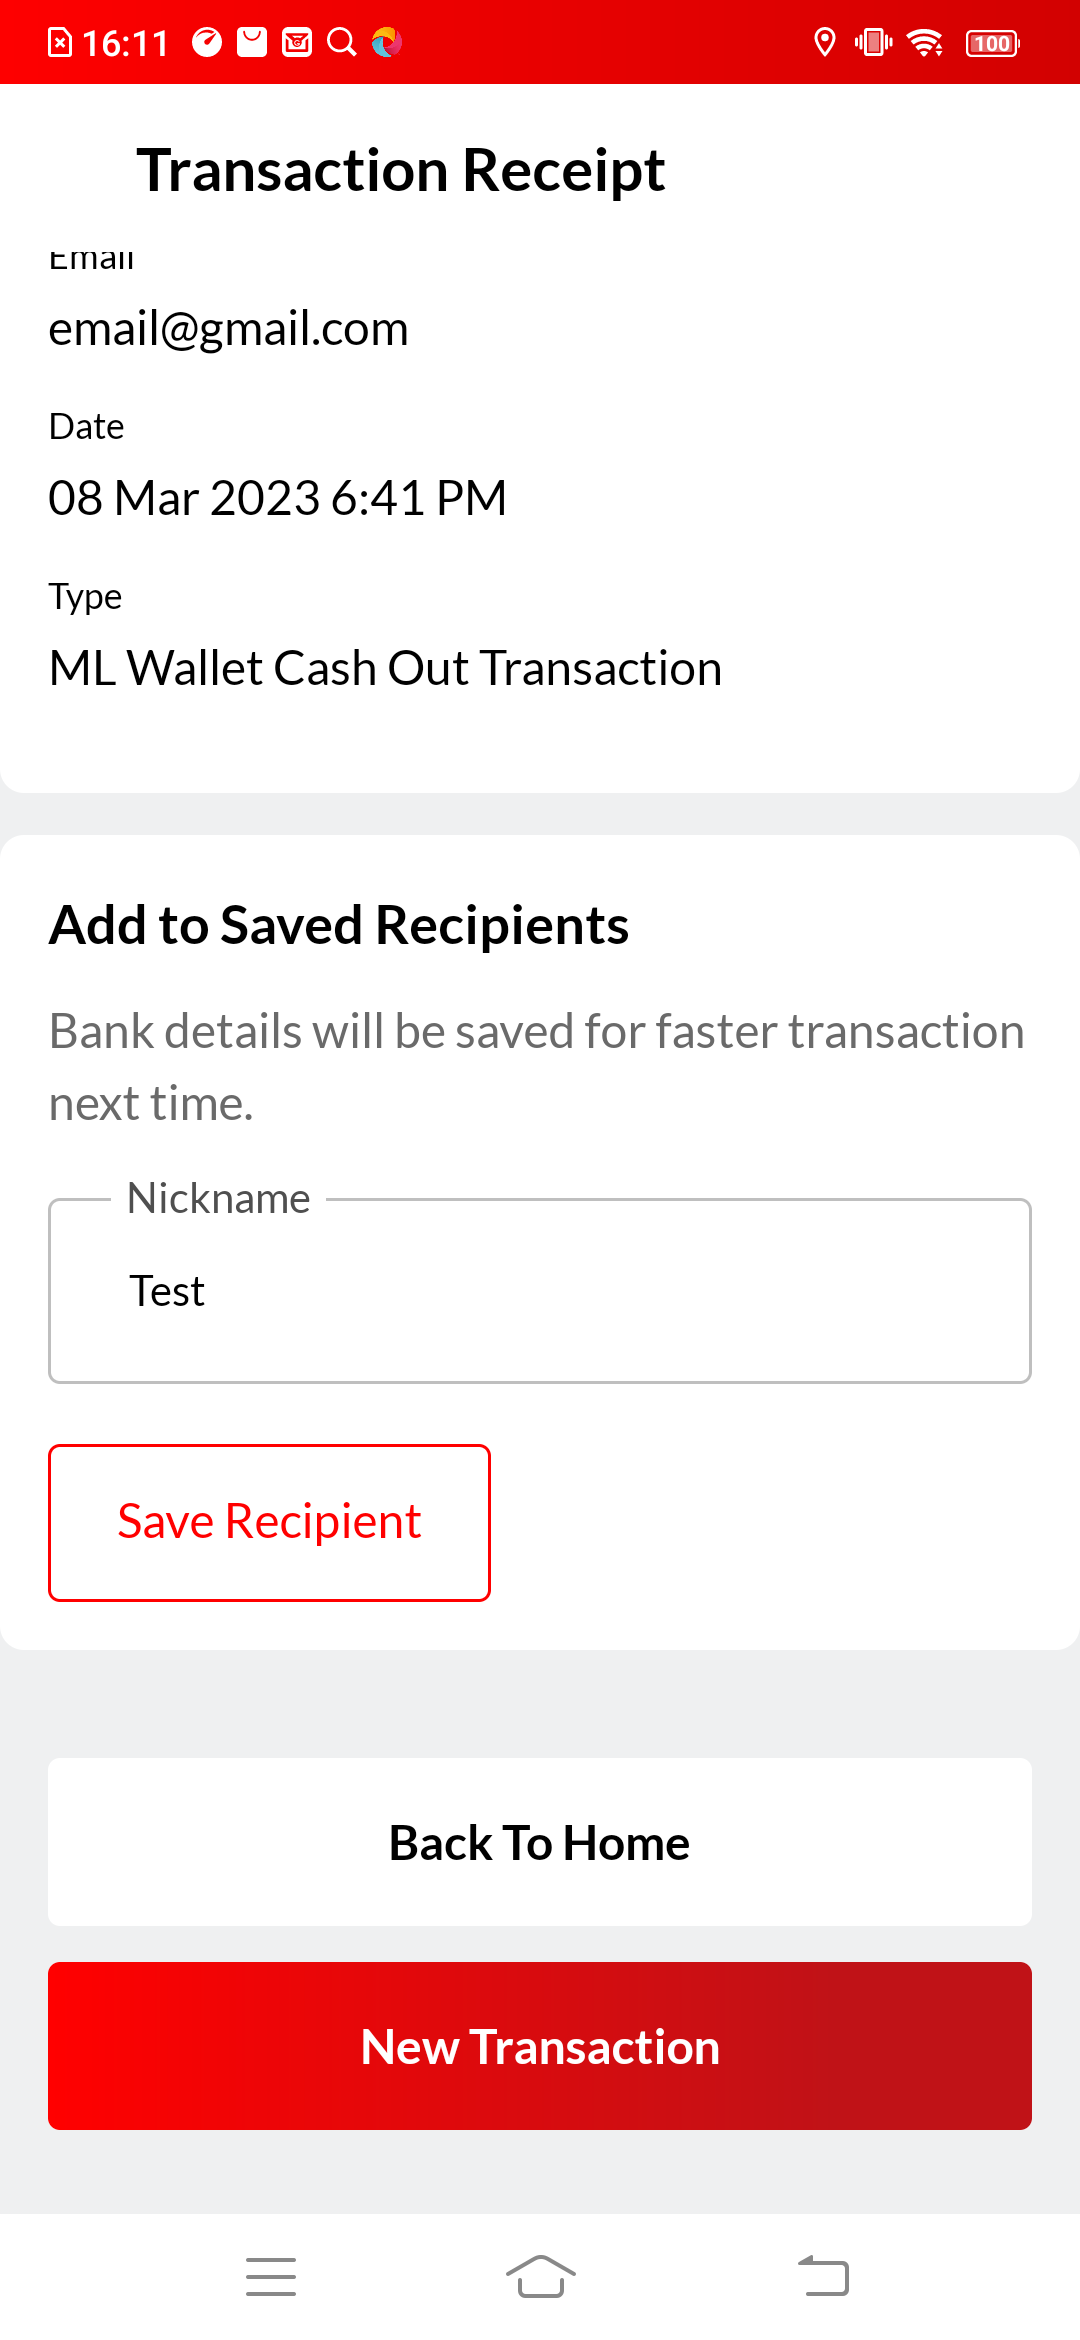 16:11
100
Transaction Receipt
Email
email@gmail.com
Date
08 Mar 2023 6:41 PM
Type
ML Wallet Cash Out Transaction
Add to Saved Recipients
Bank details will be saved for faster transaction
next time.
Nickname
Test
Save Recipient
Back To Home
New Transaction